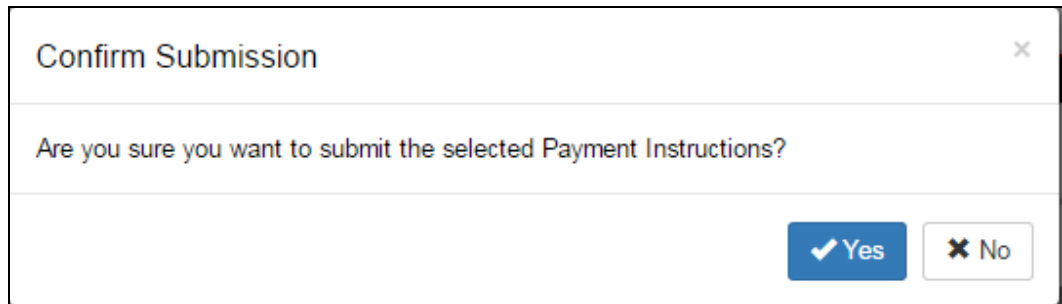 Confirm Submission
×
Are you sure you want to submit the selected Payment Instructions?
✔ Yes ✖ No